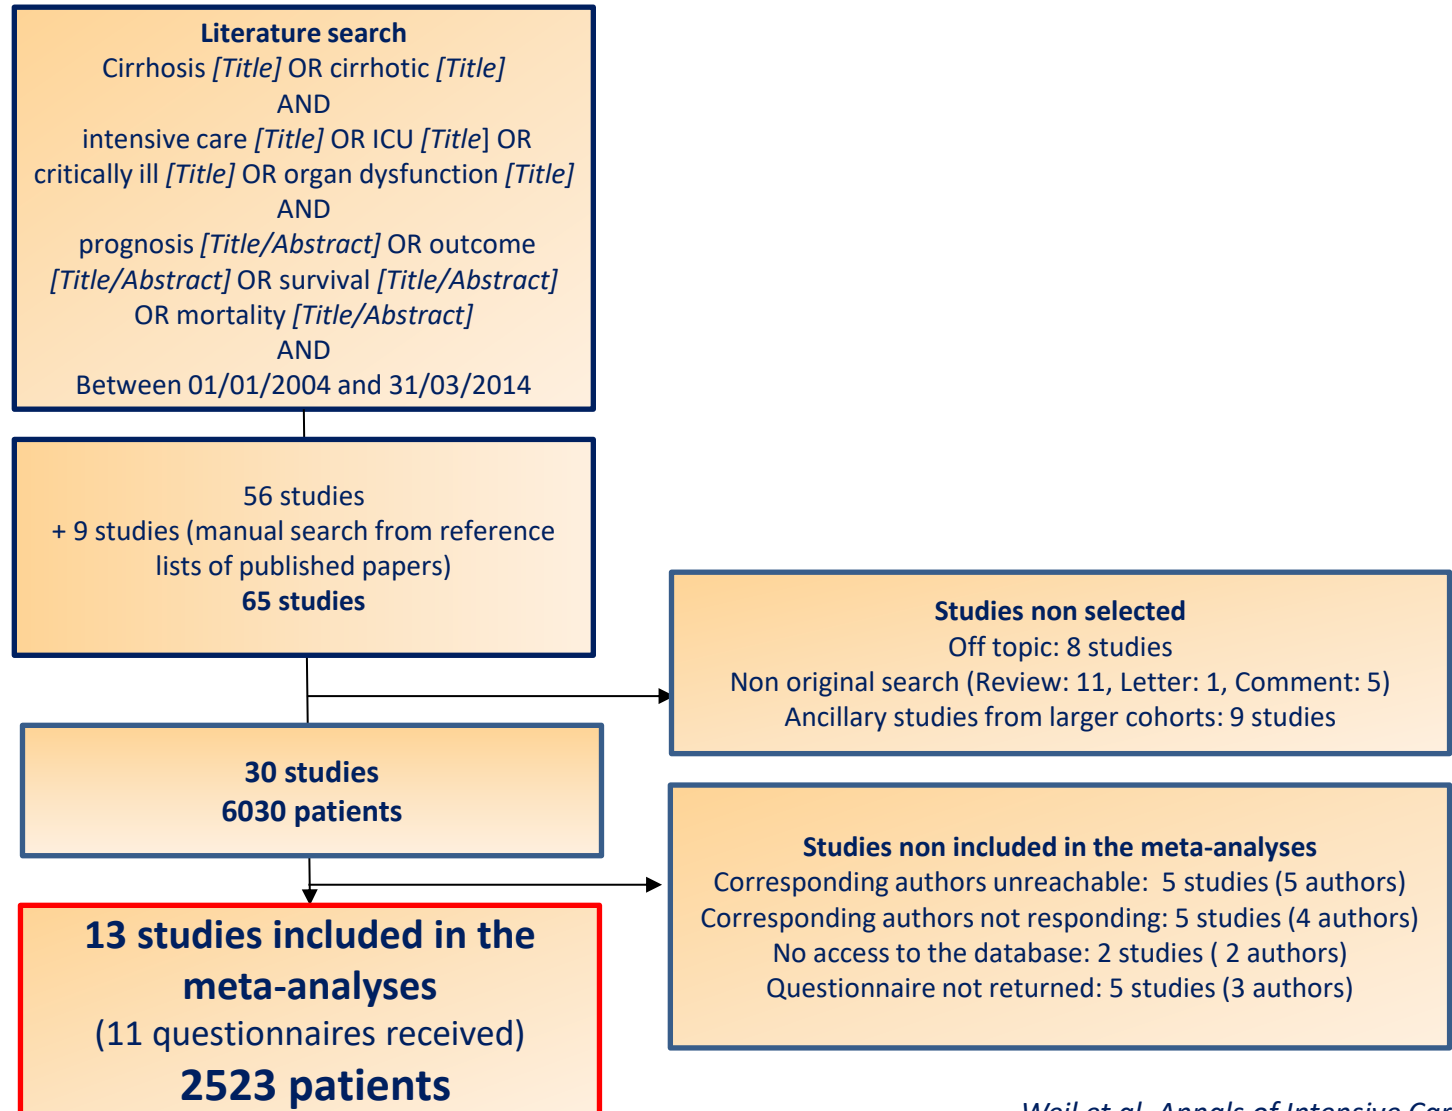 Literature search
Cirrhosis [Title] OR cirrhotic [Title]
AND
intensive care [Title] OR ICU [Title] OR
critically ill [Title] OR organ dysfunction [Title]
AND
prognosis [Title/Abstract] OR outcome
[Title/Abstract] OR survival [Title/Abstract]
OR mortality [Title/Abstract]
AND
Between 01/01/2004 and 31/03/2014
56 studies
+ 9 studies (manual search from reference
lists of published papers)
65 studies
Studies non selected
Off topic: 8 studies
Non original search (Review: 11, Letter: 1, Comment: 5)
Ancillary studies from larger cohorts: 9 studies
30 studies
6030 patients
Studies non included in the meta-analyses
Corresponding authors unreachable:  5 studies (5 authors)
Corresponding authors not responding: 5 studies (4 authors)
No access to the database: 2 studies ( 2 authors)
Questionnaire not returned: 5 studies (3 authors)
13 studies included in the
meta-analyses
(11 questionnaires received)
2523 patients
Weil et al. Annals of Intensive